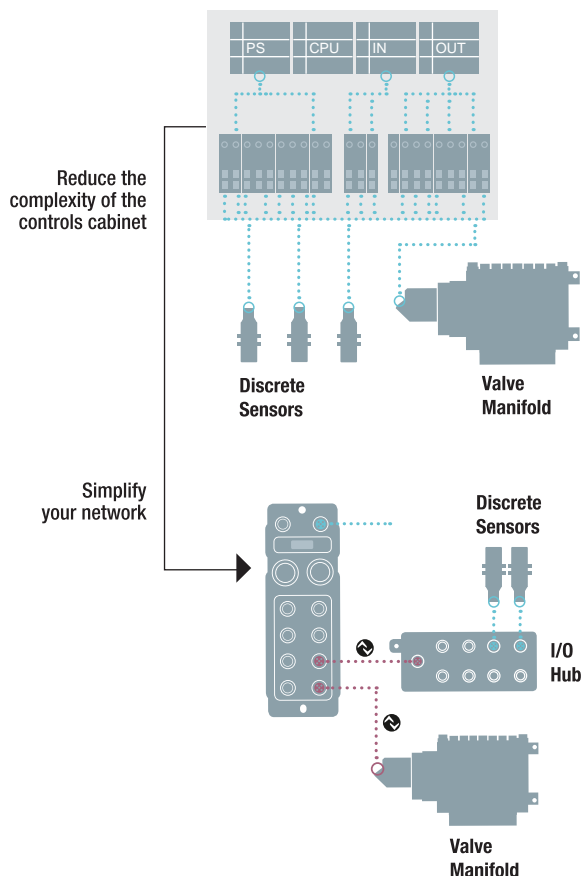 PS CPU IN OUT
Reduce the
complexity of the
controls cabinet
Discrete
Sensors
Valve
Manifold
Simplify
your network
Discrete
Sensors
I/O
Hub
Valve
Manifold